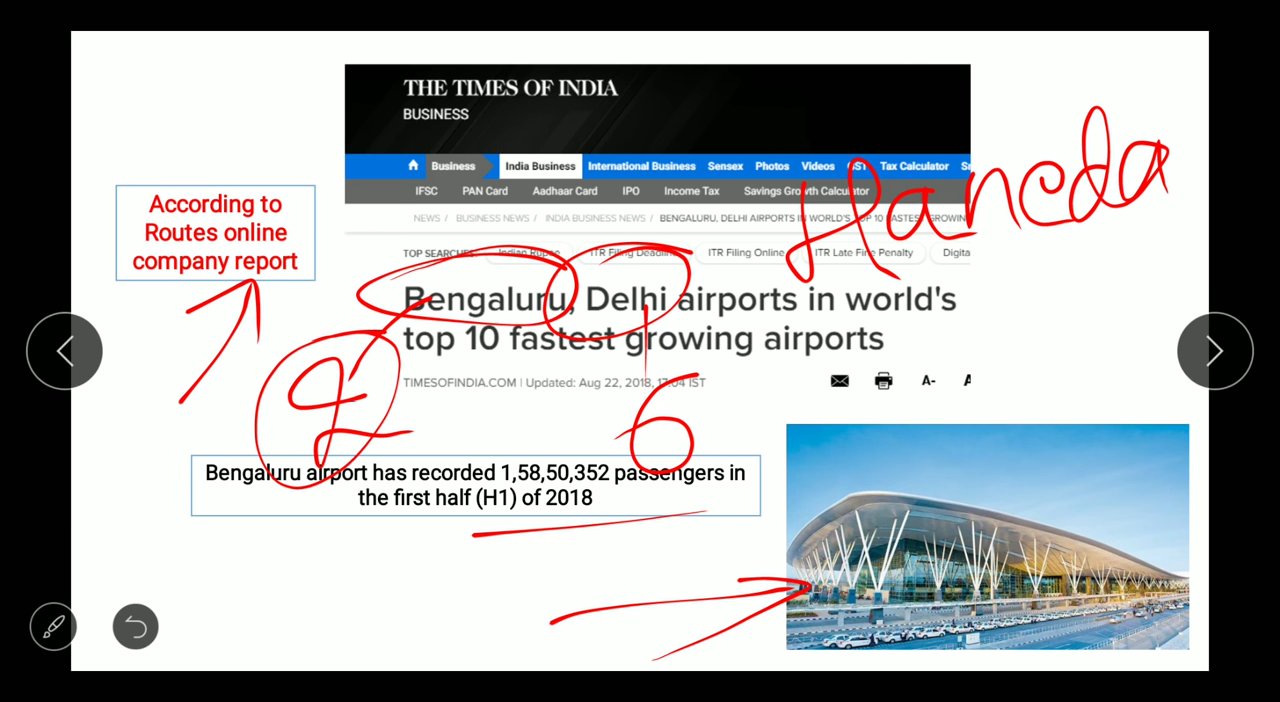 THE TIMES OF INDIA
BUSINESS
Business India Business International Business Sensex Photos Videos GST Tax Calculator
IFSC PAN Card Aadhaar Card IPO Income Tax Savings Growth Calculator
NEWS / BUSINESS NEWS / INDIA BUSINESS NEWS / BENGALURU, DELHI AIRPORTS IN WORLD'S TOP 10 FASTEST GROWING
Haneda
According to
Routes online
company report
TOP SEARCHES: Indian Rupee ITR Filing Deadline ITR Filing Online ITR Late Fine Penalty Digita
Bengaluru, Delhi airports in world's
top 10 fastest growing airports
TIMESOFINDIA.COM | Updated: Aug 22, 2018, 17:04 IST
A- A
2
6
Bengaluru airport has recorded 1,58,50,352 passengers in
the first half (H1) of 2018